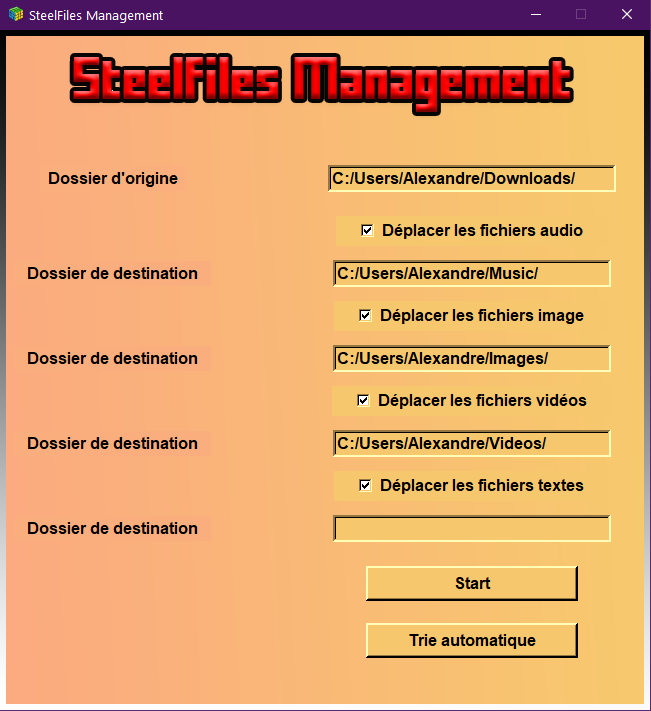 SteelFiles Management
SteelFiles Management
Dossier d'origine C:/Users/Alexandre/Downloads/
Déplacer les fichiers audio
Dossier de destination C:/Users/Alexandre/Music/
Déplacer les fichiers image
Dossier de destination C:/Users/Alexandre/Images/
Déplacer les fichiers vidéos
Dossier de destination C:/Users/Alexandre/Videos/
Déplacer les fichiers textes
Dossier de destination
Start
Trie automatique